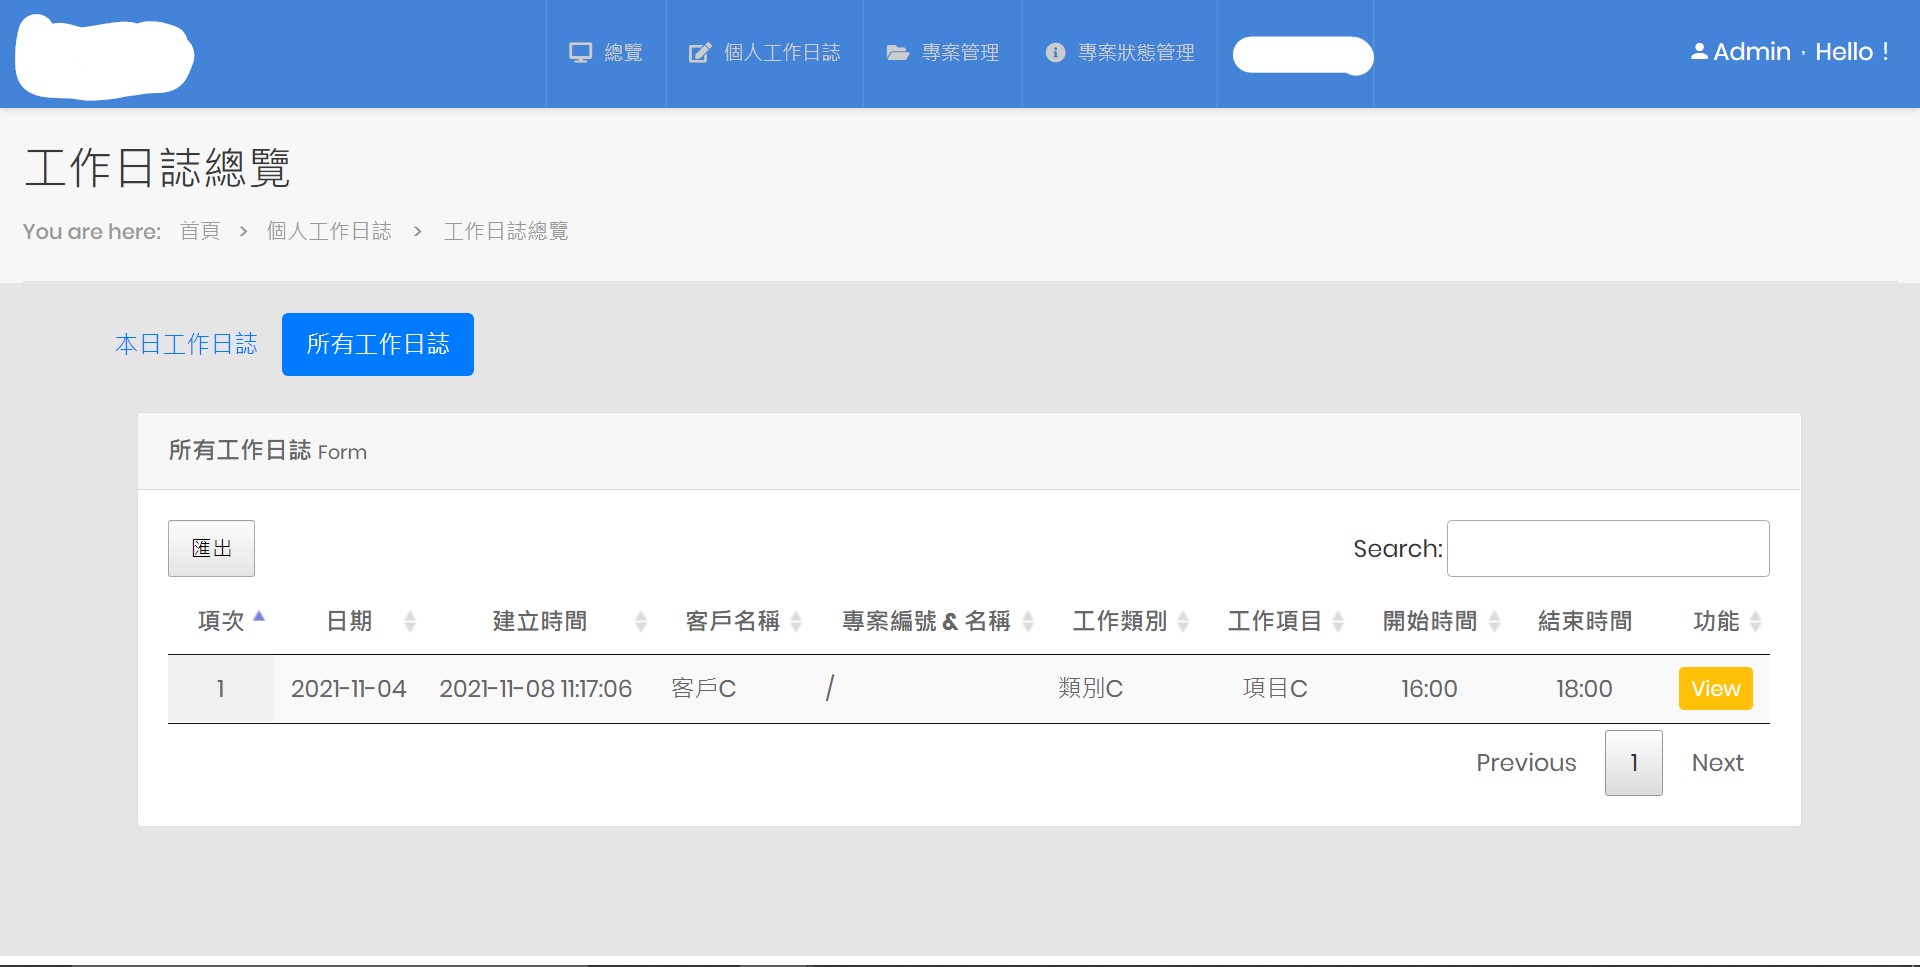 總覽 個人工作日誌 專案管理 專案狀態管理 Admin，Hello！
工作日誌總覽
You are here: 首頁 > 個人工作日誌 > 工作日誌總覽
本日工作日誌 所有工作日誌
所有工作日誌 Form
匯出 Search:
項次 日期 建立時間 客戶名稱 專案編號 & 名稱 工作類別 工作項目 開始時間 結束時間 功能
1 2021-11-04 2021-11-08 11:17:06 客戶C / 類別C 項目C 16:00 18:00 View
Previous 1 Next